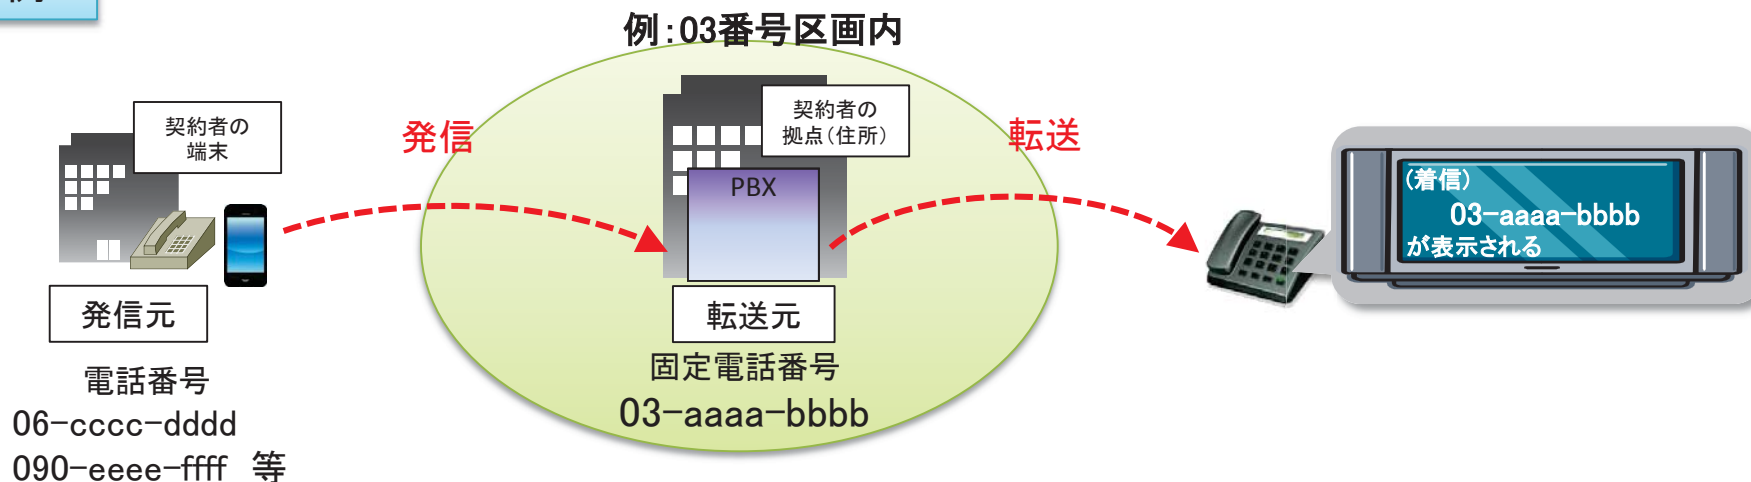 例
例：03番号区画内
契約者の
端末
発信
契約者の
拠点（住所）
PBX
転送
（着信）
03-aaaa-bbbb
が表示される
発信元
電話番号
06-cccc-dddd
090-eeee-ffff 等
転送元
固定電話番号
03-aaaa-bbbb